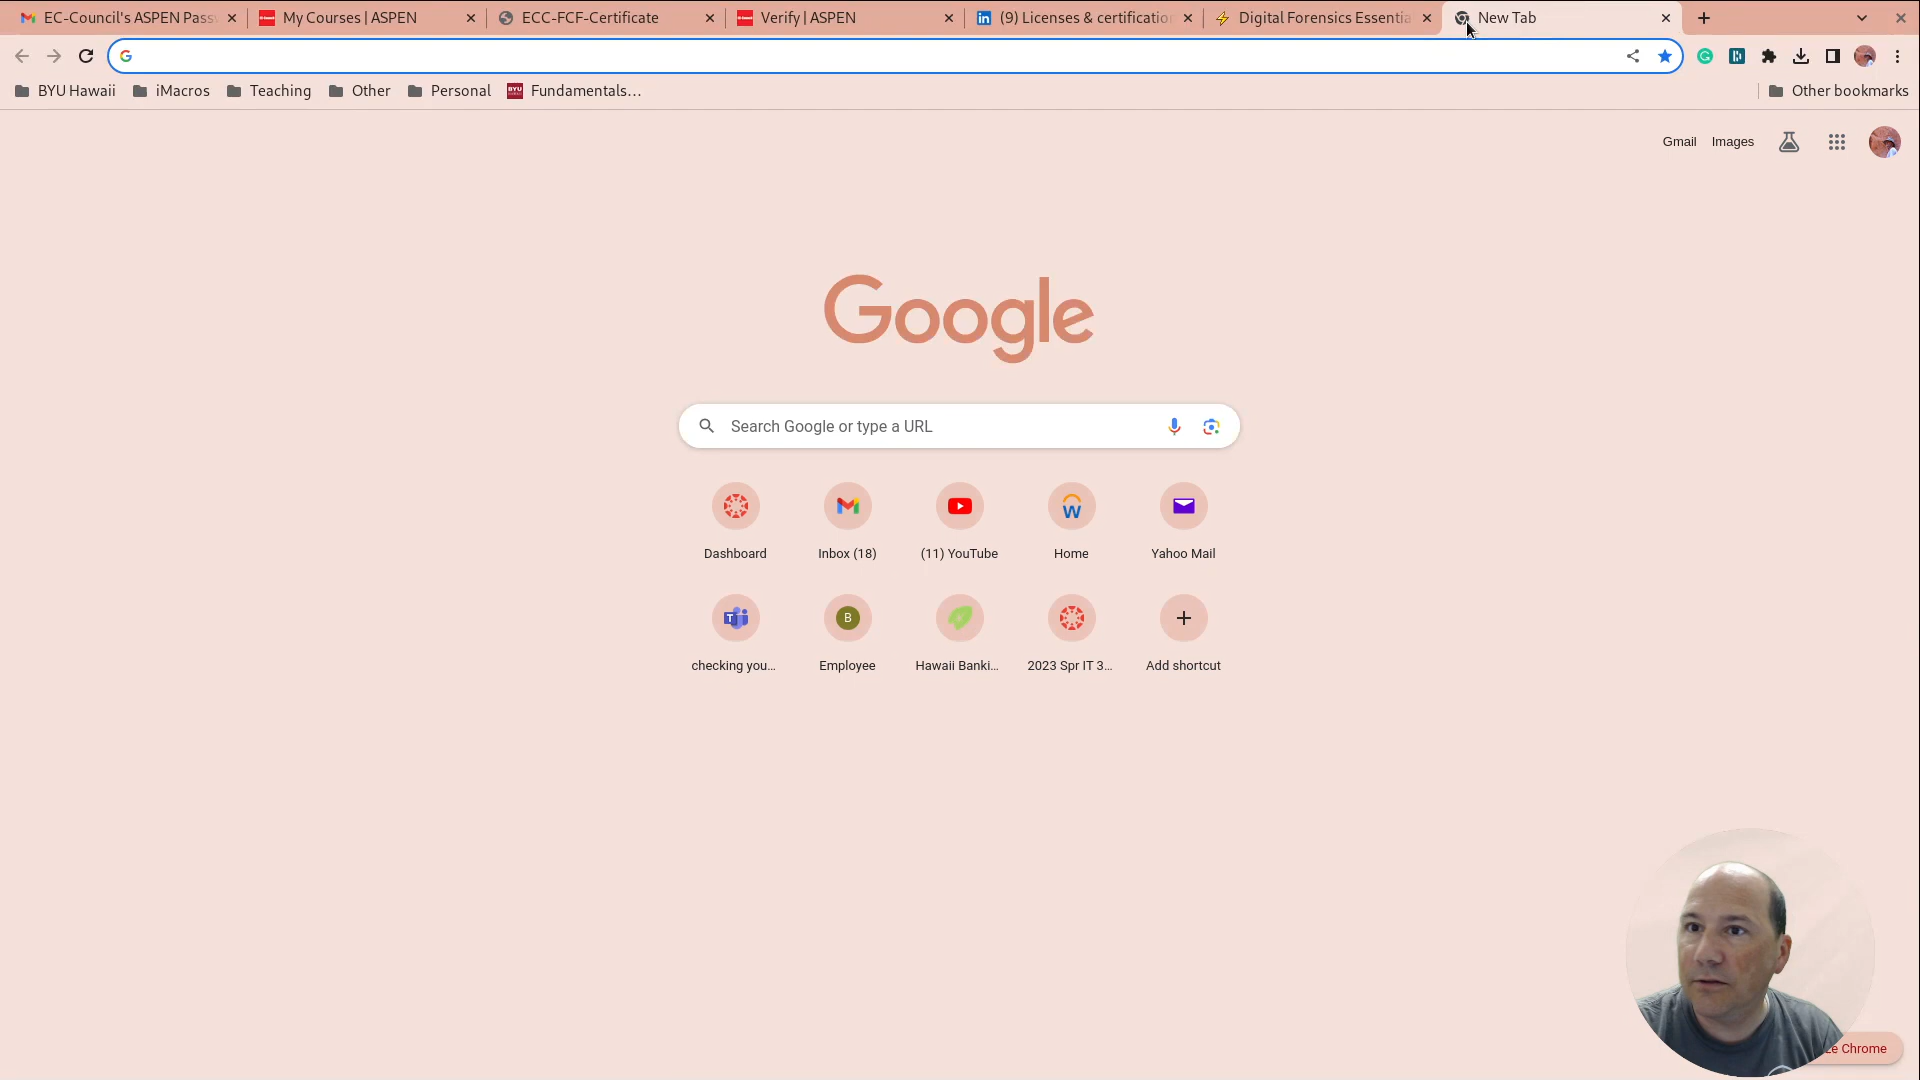 EC-Council's ASPEN Pass
My Courses | ASPEN
ECC-FCF-Certificate
Verify | ASPEN
(9) Licenses & certification
Digital Forensics Essentia
New Tab
BYU Hawaii
iMacros
Teaching
Other
Personal
Fundamentals...
Other bookmarks
Gmail
Images
Google
Search Google or type a URL
Dashboard
Inbox (18)
(11) YouTube
Home
Yahoo Mail
B
checking you...
Employee
Hawaii Banki...
2023 Spr IT 3...
Add shortcut
Chrome